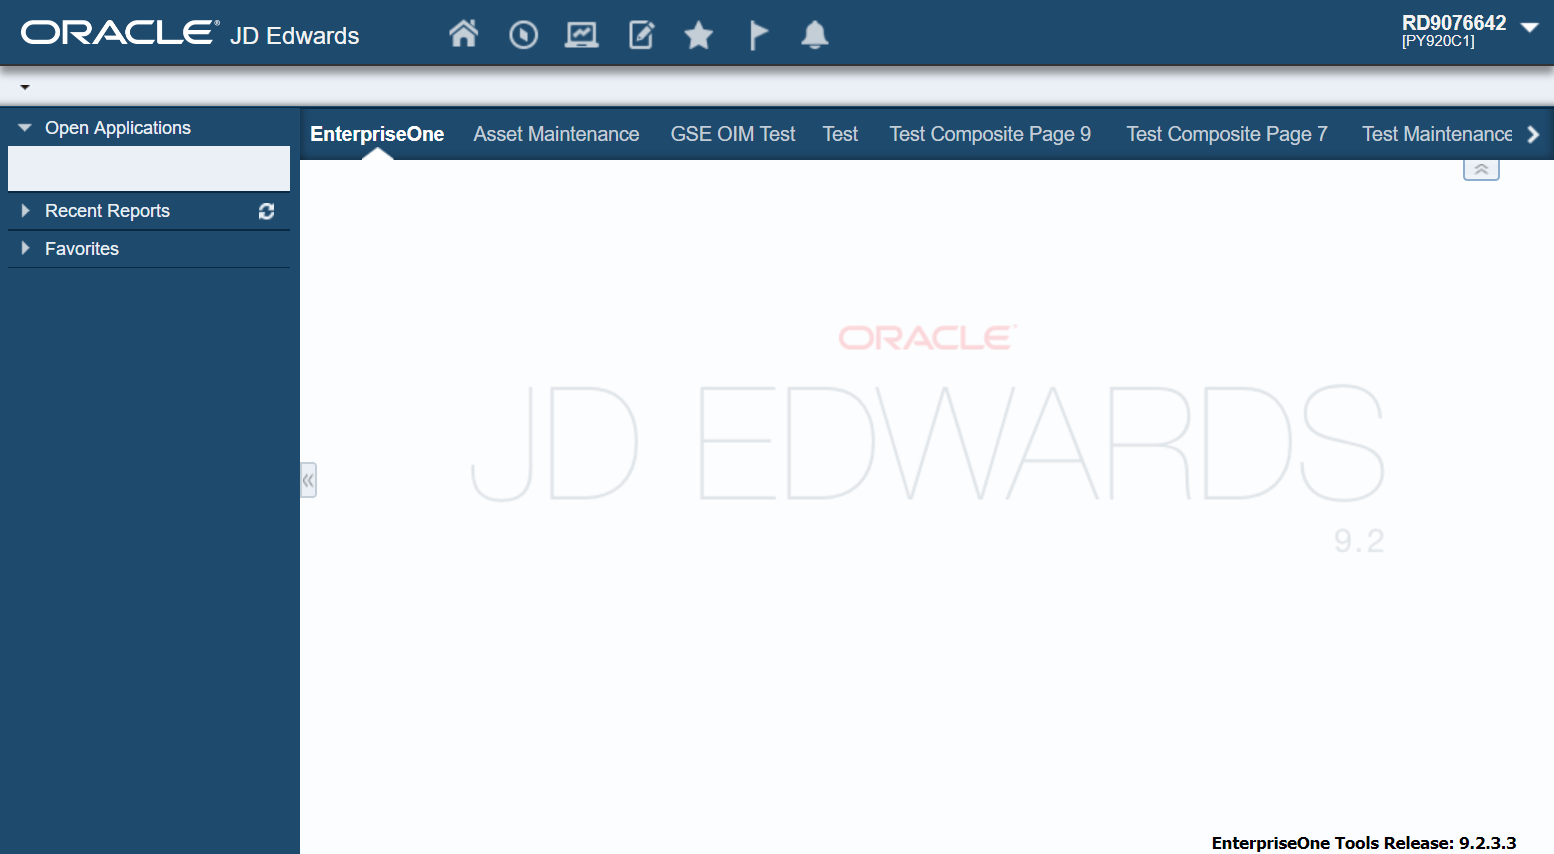 ORACLE® JD Edwards
RD9076642
[PY920C1]
Open Applications
Recent Reports
Favorites
EnterpriseOne Asset Maintenance GSE OIM Test Test Test Composite Page 9 Test Composite Page 7 Test Maintenance
ORACLE
JD EDWARDS
9.2
EnterpriseOne Tools Release: 9.2.3.3